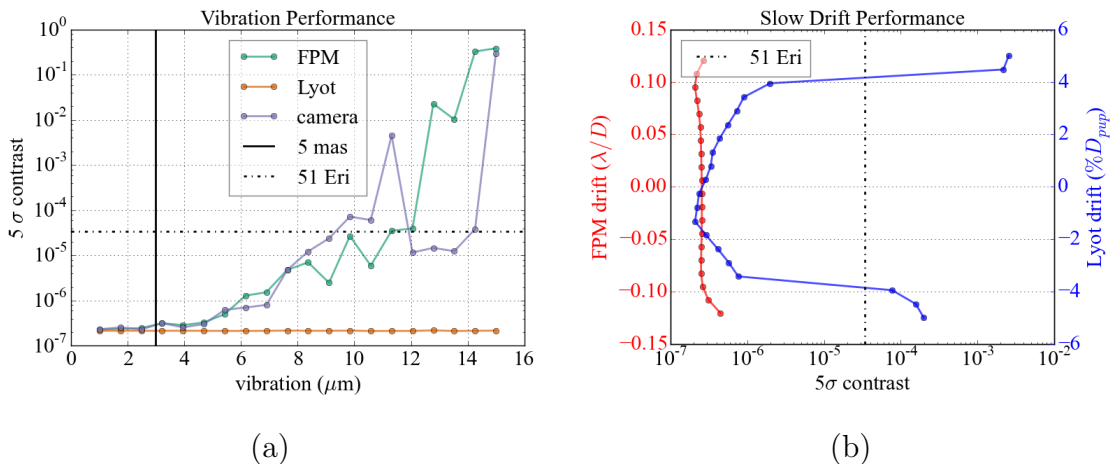 Vibration Performance
10^0
10^-1
10^-2
10^-3
10^-4
10^-5
10^-6
10^-7
5 σ contrast
FPM
Lyot
camera
5 mas
51 Eri
0 2 4 6 8 10 12 14 16
vibration (μm)
(a)
Slow Drift Performance
51 Eri
0.15
0.10
0.05
0.00
−0.05
−0.10
−0.15
FPM drift (λ/D)
6
4
2
0
−2
−4
−6
Lyot drift (%D_pup)
10^-7 10^-6 10^-5 10^-4 10^-3 10^-2
5σ contrast
(b)